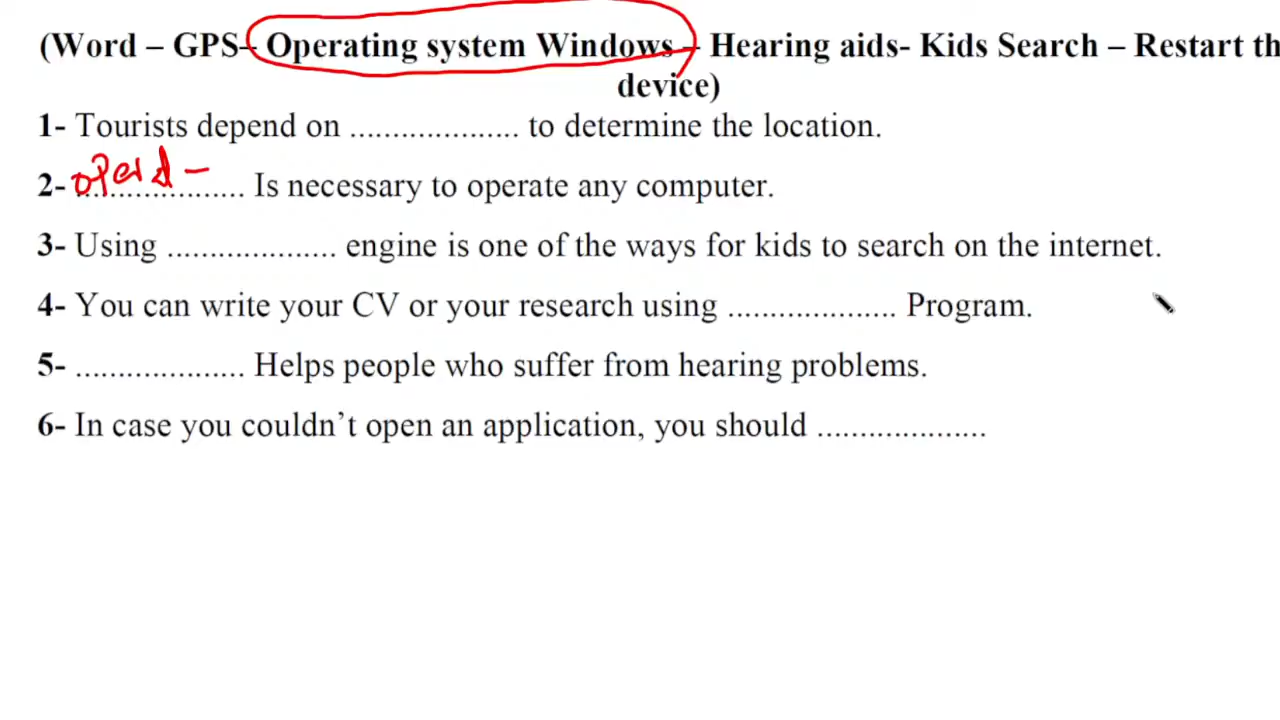 (Word – GPS– Operating system Windows – Hearing aids- Kids Search – Restart th
device)
1- Tourists depend on .................... to determine the location.
2- .................... Is necessary to operate any computer.
3- Using .................... engine is one of the ways for kids to search on the internet.
4- You can write your CV or your research using .................... Program.
5- .................... Helps people who suffer from hearing problems.
6- In case you couldn’t open an application, you should ....................